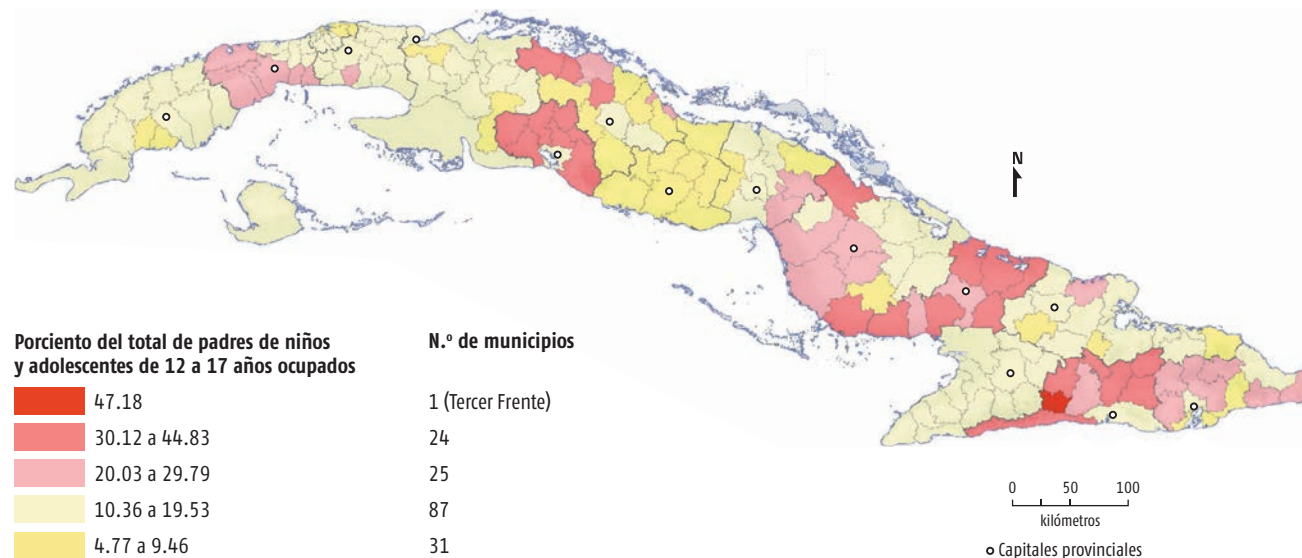 N
Porciento del total de padres de niños
y adolescentes de 12 a 17 años ocupados
N.º de municipios
47.18
1 (Tercer Frente)
30.12 a 44.83
24
20.03 a 29.79
25
10.36 a 19.53
87
4.77 a 9.46
31
0 50 100
kilómetros
Capitales provinciales